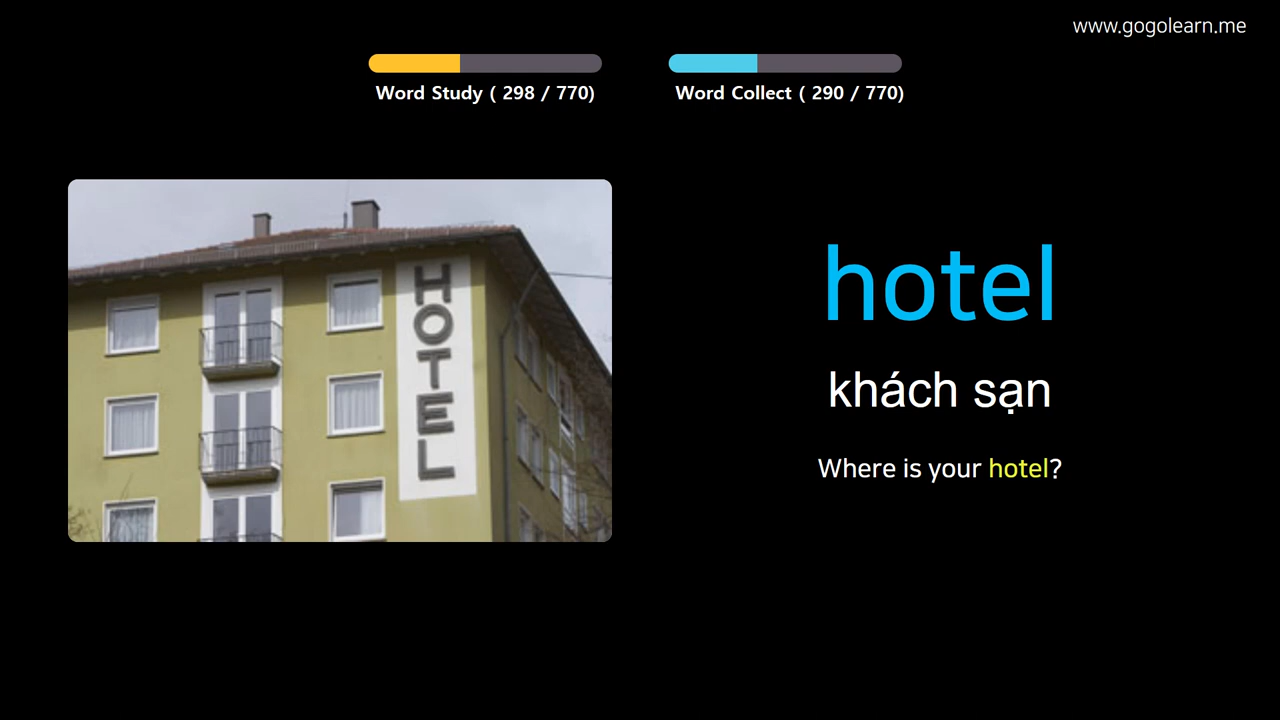 www.gogolearn.me
Word Study ( 298 / 770)
Word Collect ( 290 / 770)
HOTEL
hotel
khách sạn
Where is your hotel?